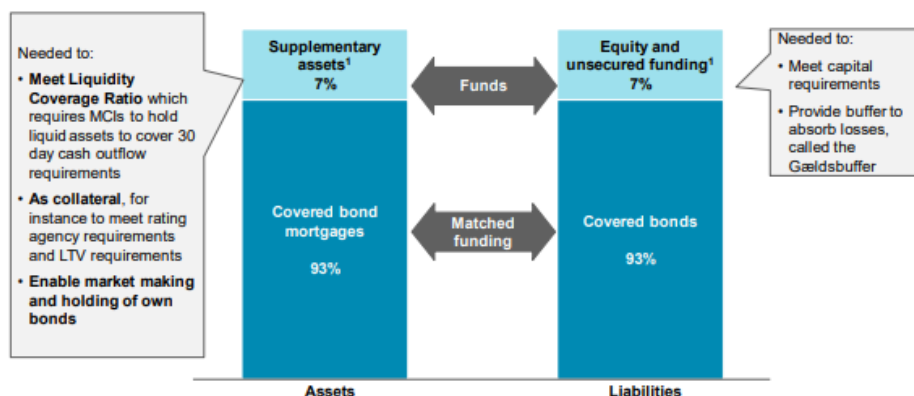 Needed to:
• Meet Liquidity
Coverage Ratio which
requires MCIs to hold
liquid assets to cover 30
day cash outflow
requirements
• As collateral, for
instance to meet rating
agency requirements
and LTV requirements
• Enable market making
and holding of own
bonds
Supplementary
assets¹
7%
Funds
Equity and
unsecured funding¹
7%
Needed to:
• Meet capital
requirements
• Provide buffer to
absorb losses,
called the
Gældsbuffer
Covered bond
mortgages
93%
Matched
funding
Covered bonds
93%
Assets
Liabilities